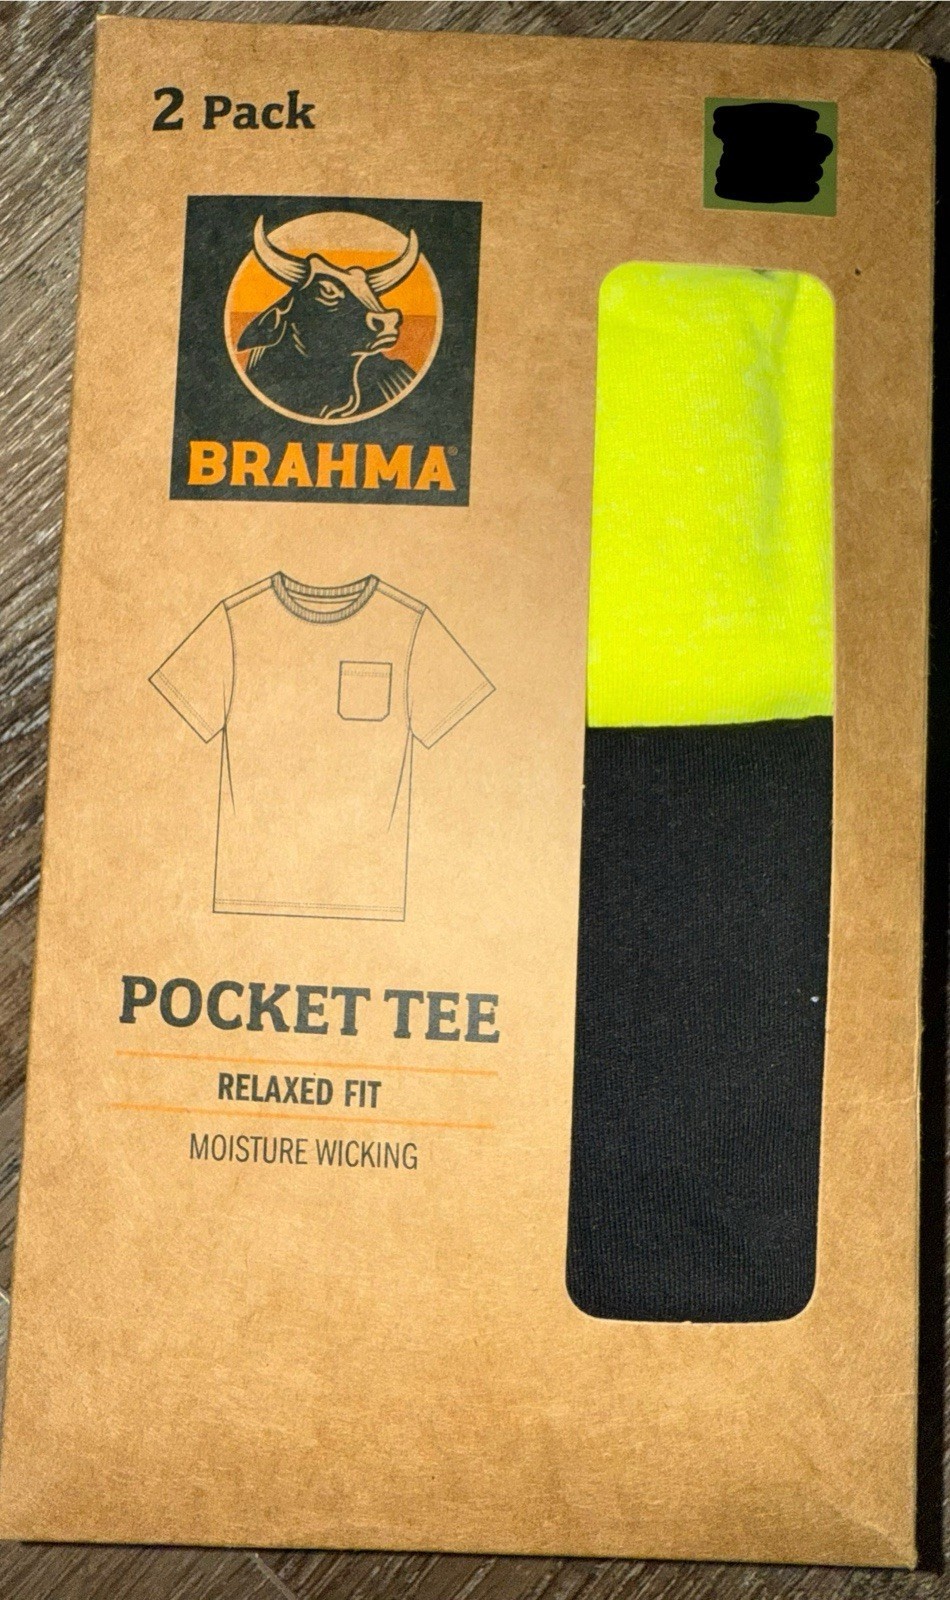 2 Pack
BRAHMA®
POCKET TEE
RELAXED FIT
MOISTURE WICKING